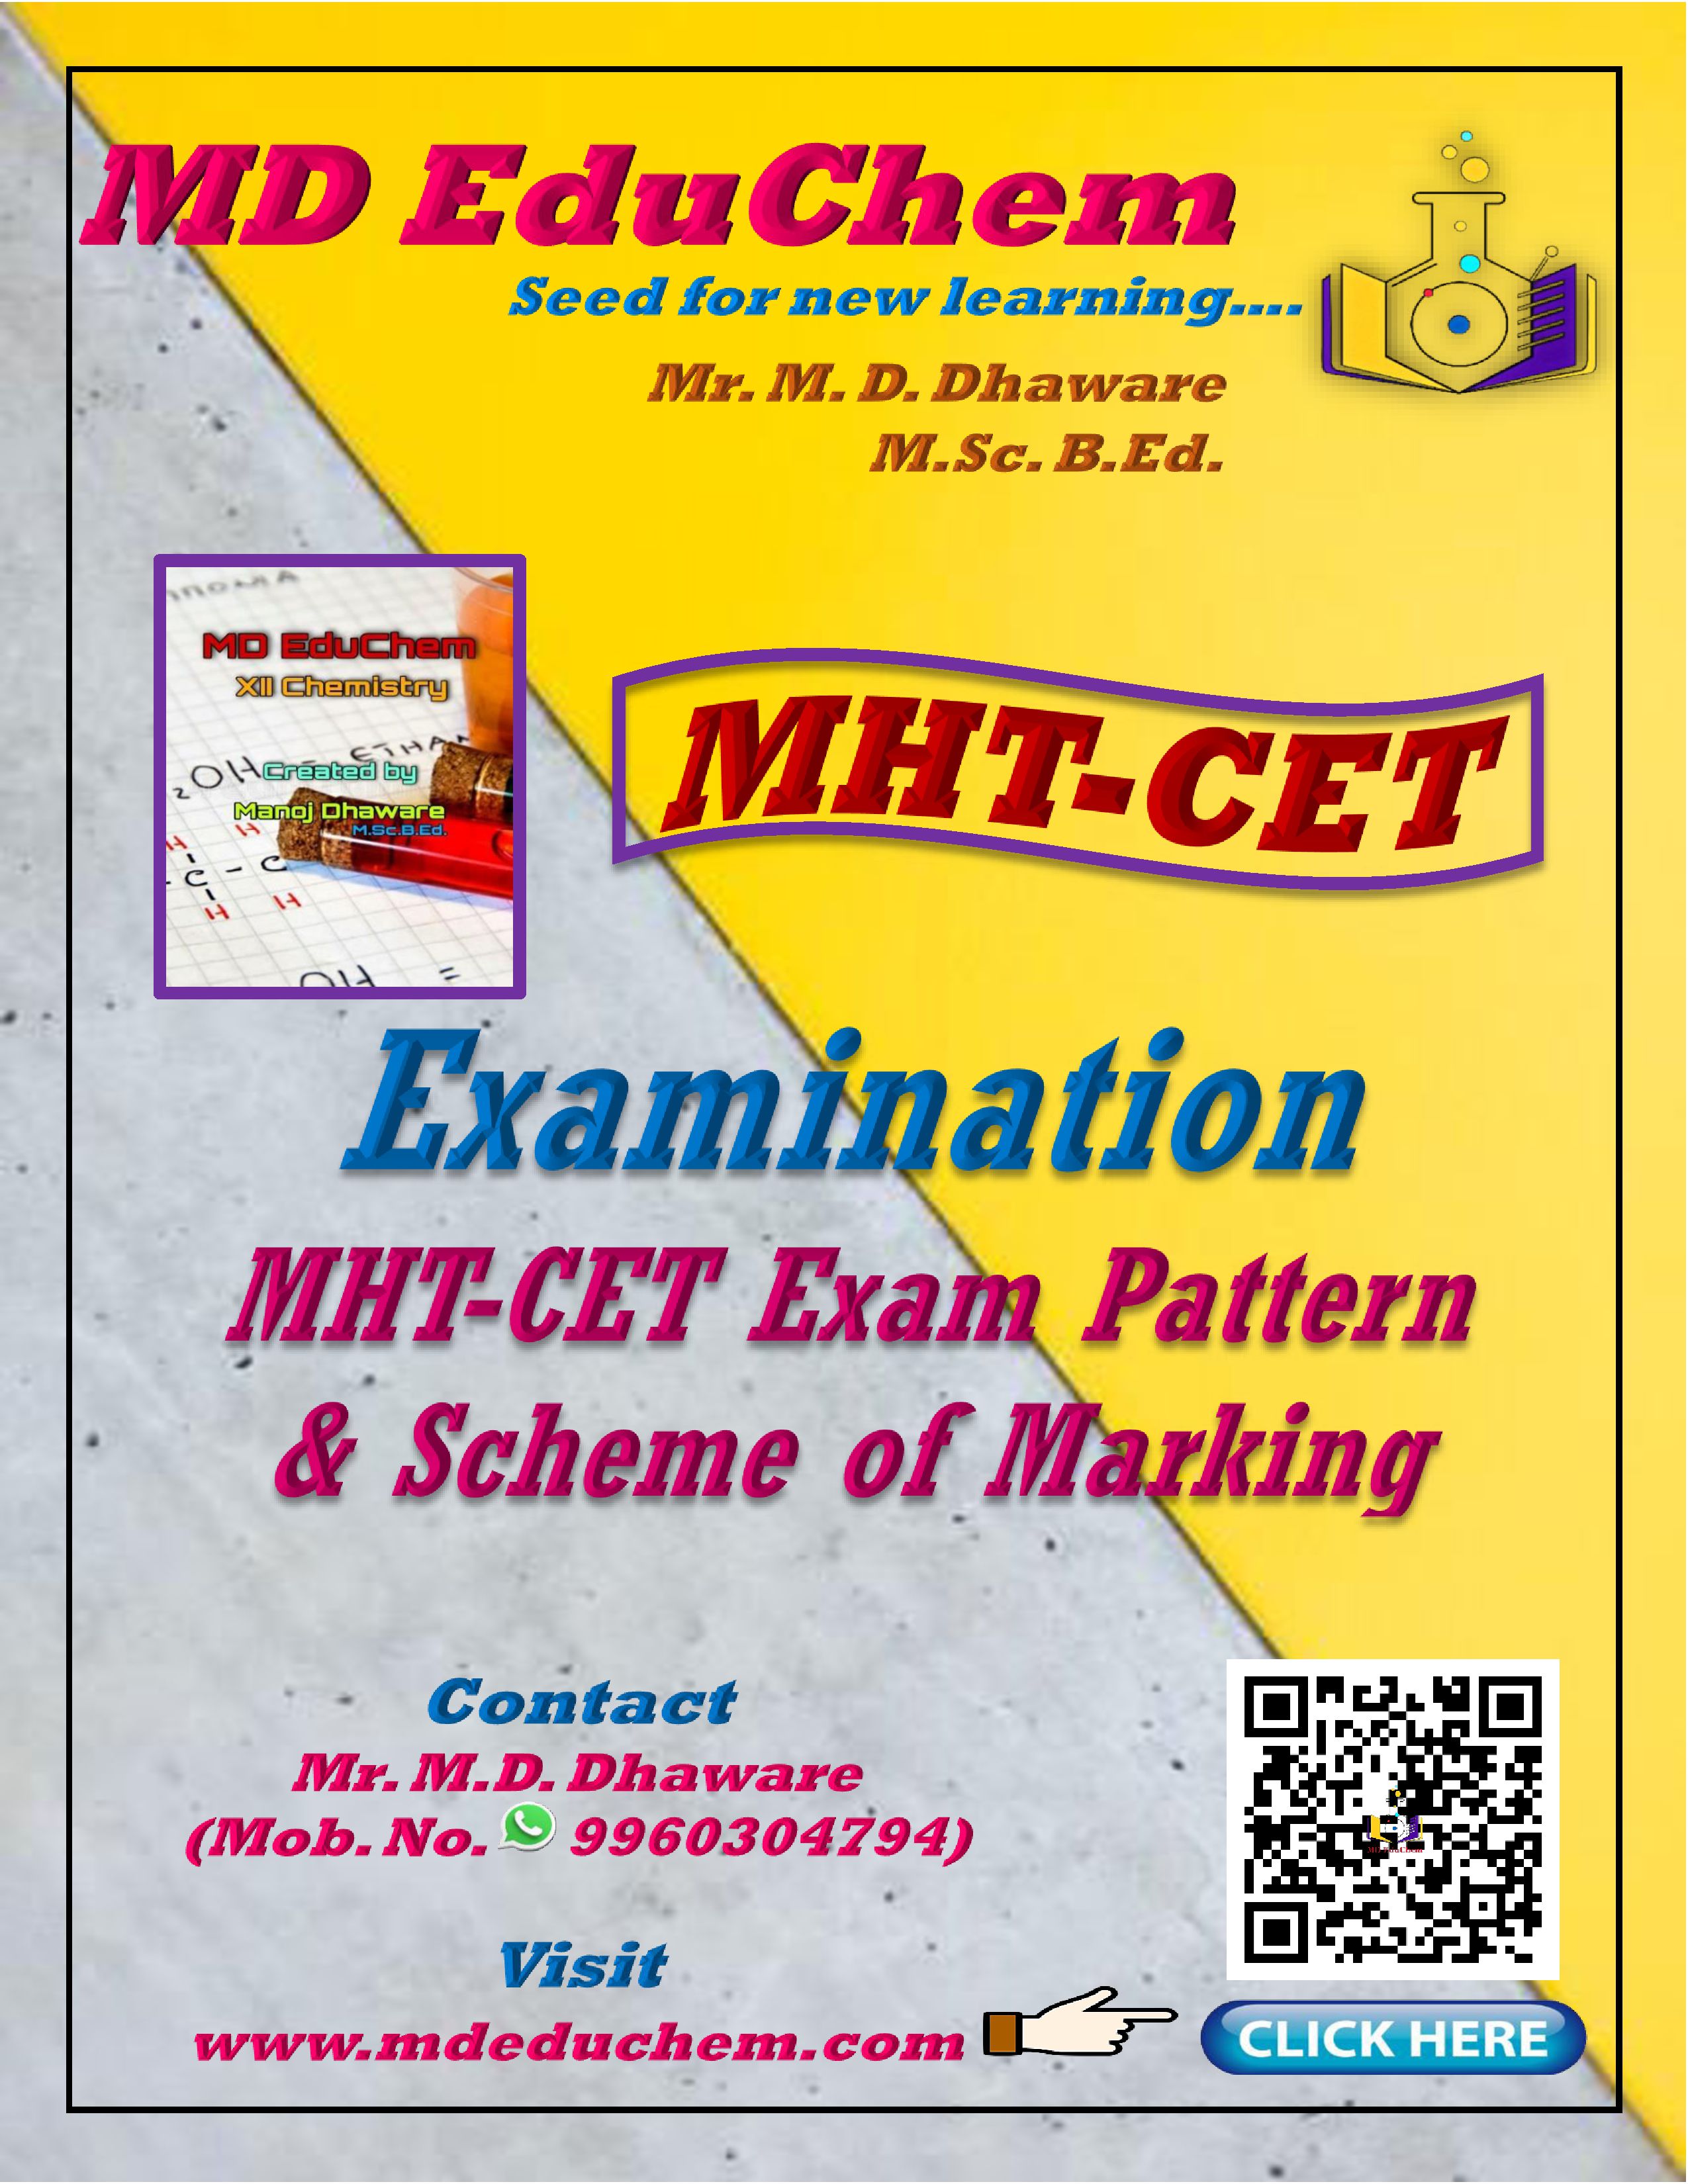 MD EduChem
Seed for new learning....
Mr. M. D. Dhaware
M.Sc. B.Ed.
MD EduChem
XII Chemistry
Created by
Manoj Dhaware
M.Sc.B.Ed.
MHT-CET
Examination
MHT-CET Exam Pattern
& Scheme of Marking
Contact
Mr. M.D. Dhaware
(Mob. No. 9960304794)
Visit
www.mdeduchem.com
CLICK HERE